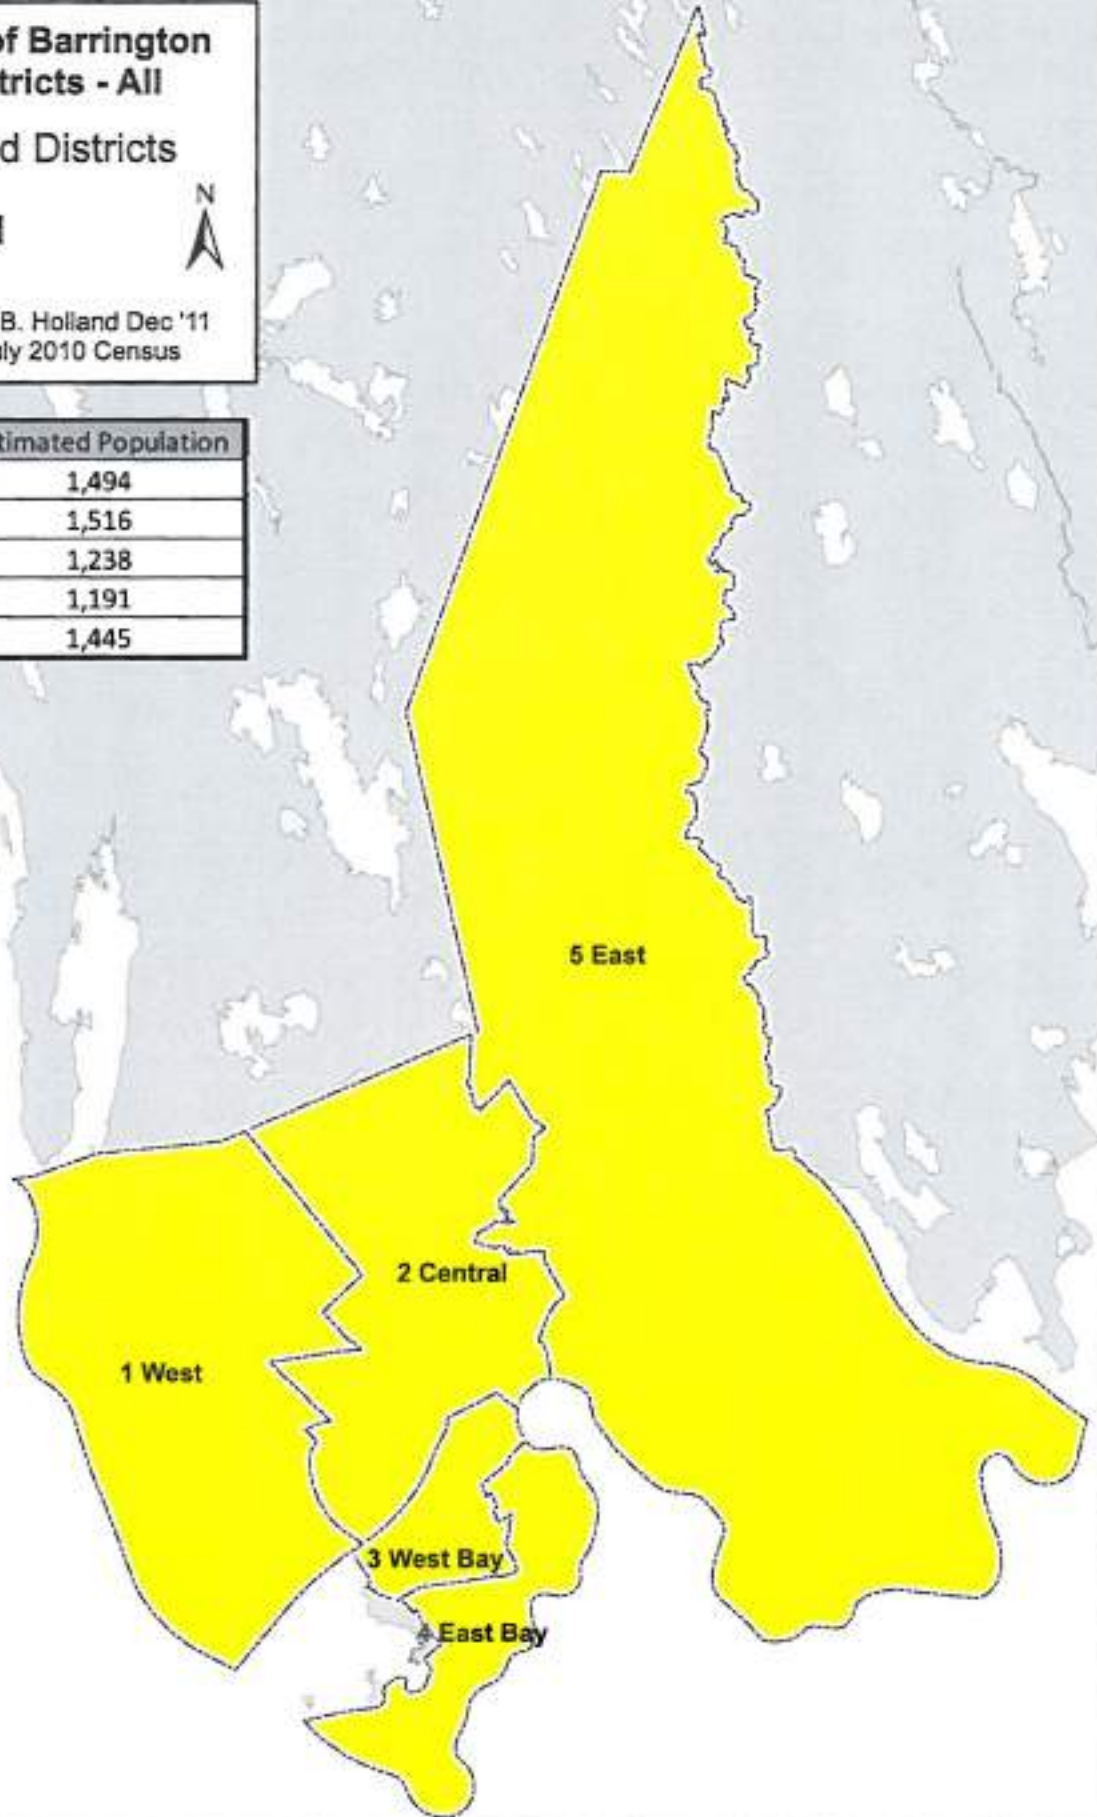 of Barrington
tricts - All
d Districts
N
B. Holland Dec '11
ly 2010 Census
timated Population
1,494
1,516
1,238
1,191
1,445
5 East
2 Central
1 West
3 West Bay
4 East Bay